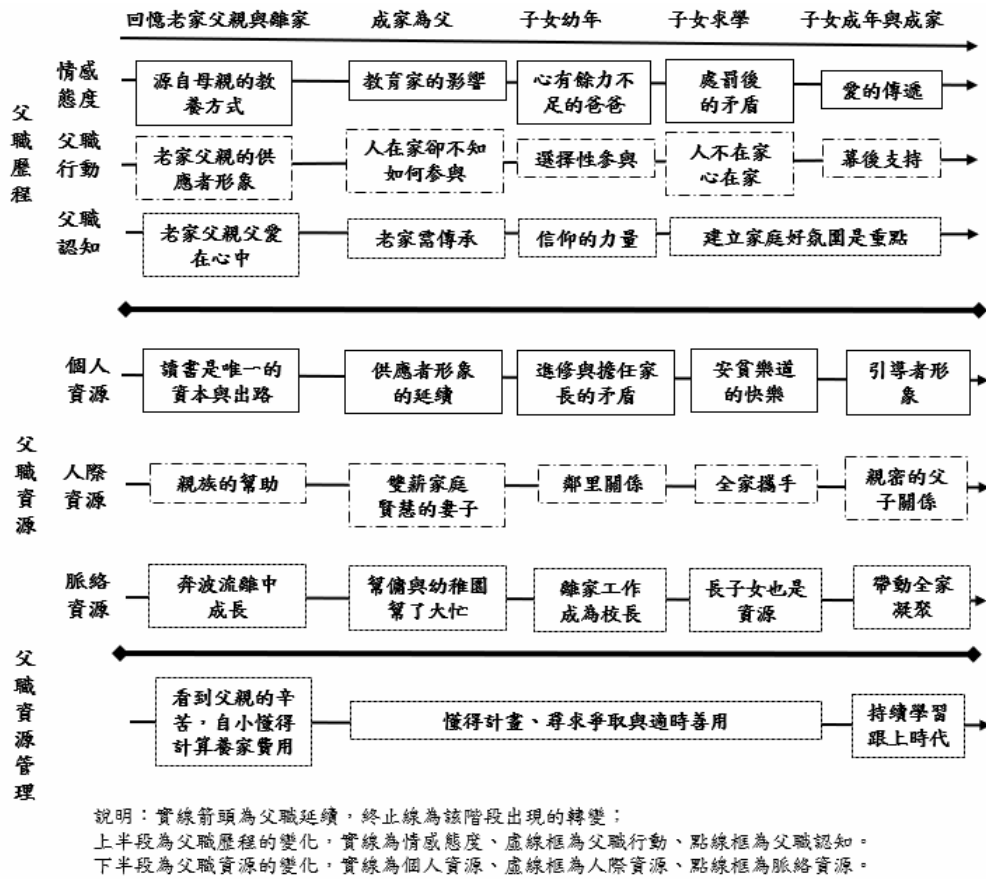 回憶老家父親與離家 成家為父 子女幼年 子女求學 子女成年與成家
父職歷程
情感
態度
源自母親的教
養方式
教育家的影響
心有餘力不
足的爸爸
處罰後
的矛盾
愛的傳遞
父職
行動
老家父親的供
應者形象
人在家卻不知
如何參與
選擇性參與
人不在家
心在家
幕後支持
父職
認知
老家父親父愛
在心中
老家需傳承
信仰的力量
建立家庭好氛圍是重點
父職資源
個人
資源
讀書是唯一的
資本與出路
供應者形象
的延續
進修與擔任家
長的矛盾
安貧樂道
的快樂
引導者形
象
人際
資源
親族的幫助
雙薪家庭
賢慧的妻子
鄰里關係
全家攜手
親密的父
子關係
脈絡
資源
奔波流離中
成長
幫傭與幼稚園
幫了大忙
離家工作
成為校長
長子女也是
資源
帶動全家
凝聚
父職資源管理
看到父親的辛
苦，自小懂得
計算養家費用
懂得計畫、尋求爭取與適時善用
持續學習
跟上時代
說明：實線箭頭為父職延續，終止線為該階段出現的轉變；
上半段為父職歷程的變化，實線為情感態度、虛線框為父職行動、點線框為父職認知。
下半段為父職資源的變化，實線為個人資源、虛線框為人際資源、點線框為脈絡資源。